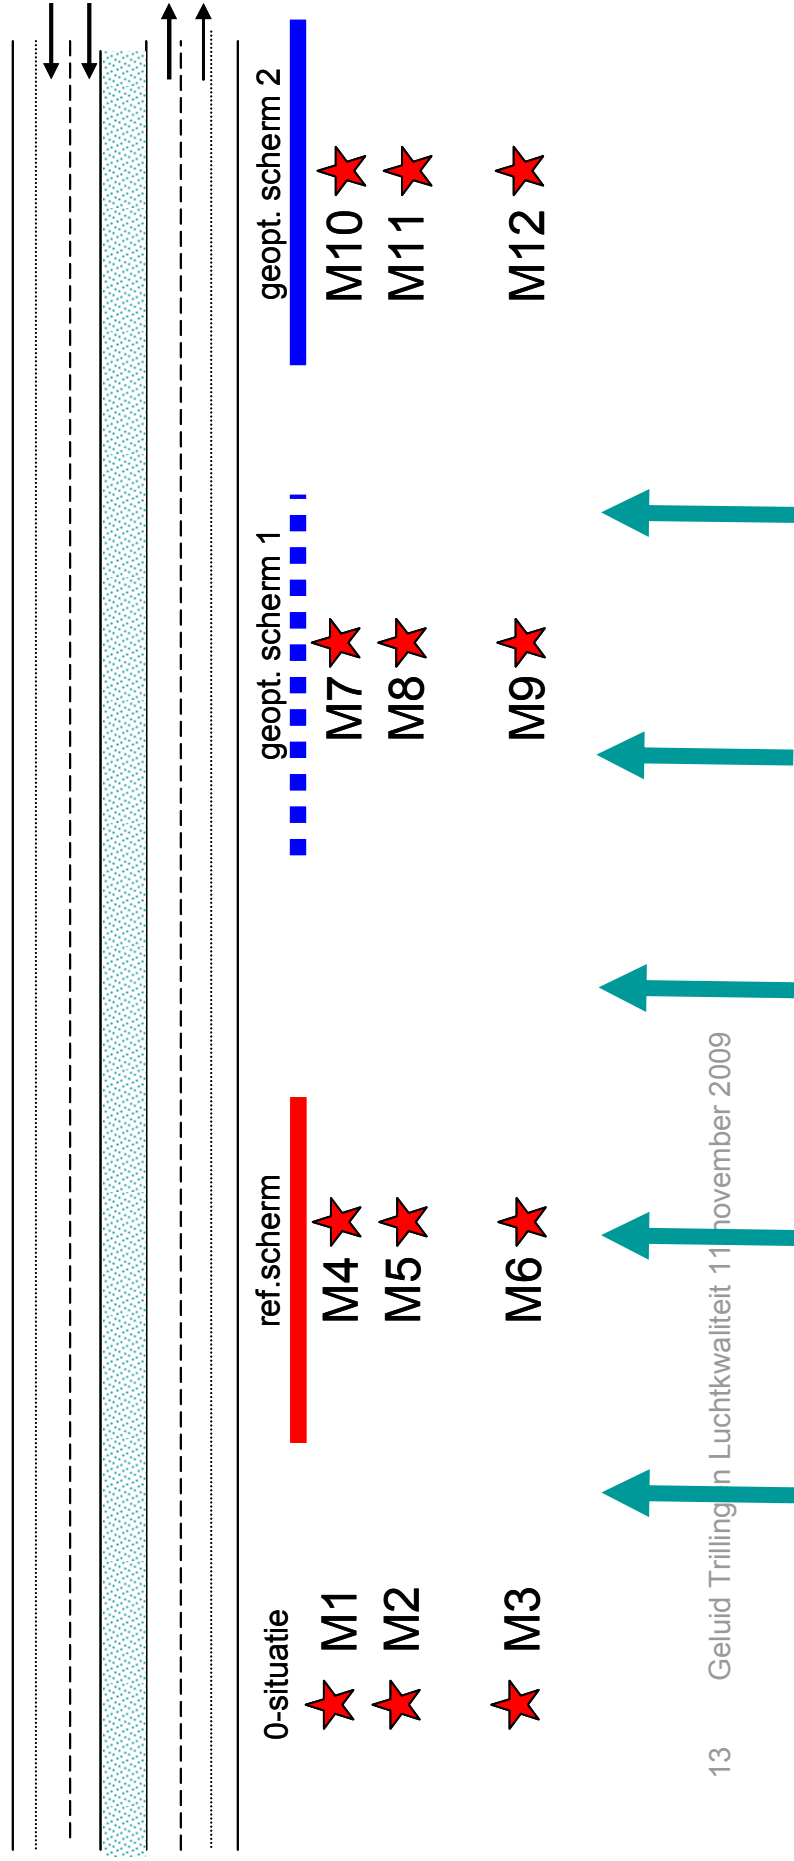 0-situatie
ref.scherm
geopt. scherm 1
geopt. scherm 2
M1
M4
M7
M10
M2
M5
M8
M11
M3
M6
M9
M12
13 Geluid Trilling n Luchtkwaliteit 11 november 2009